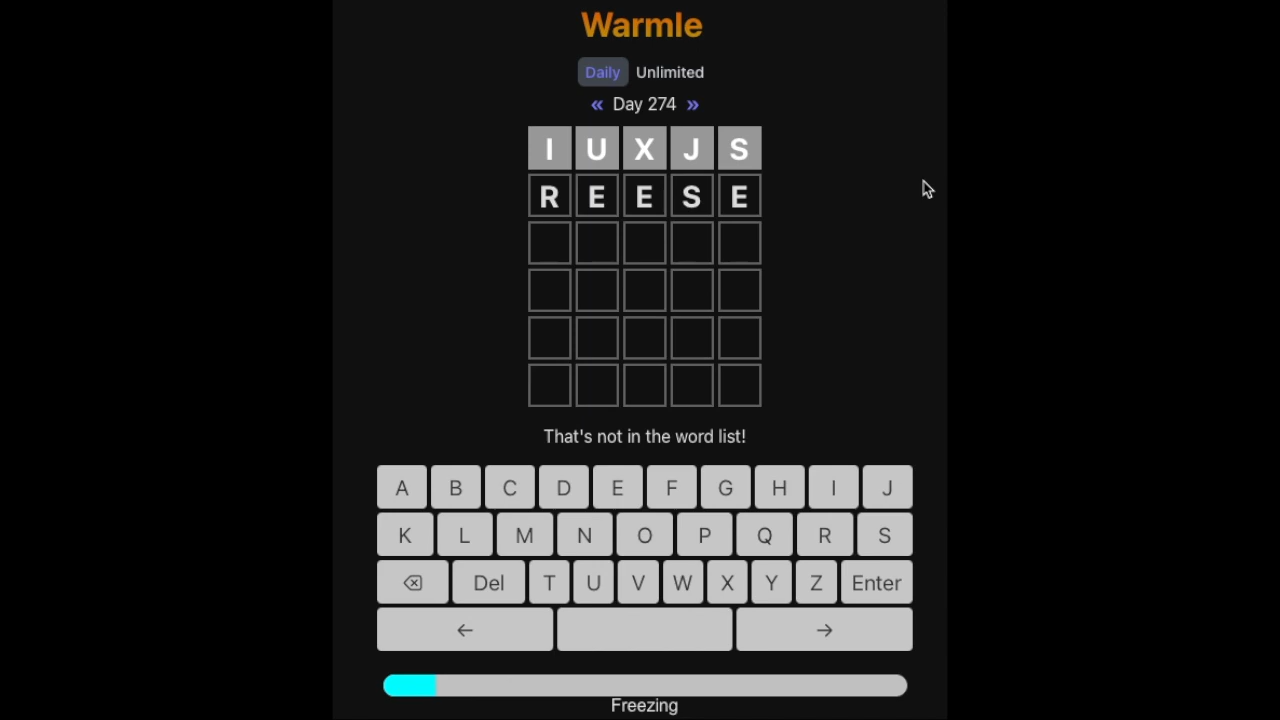 Warmle
Daily Unlimited
« Day 274 »
I U X J S
R E E S E
That's not in the word list!
A B C D E F G H I J
K L M N O P Q R S
⌫ Del T U V W X Y Z Enter
← →
Freezing